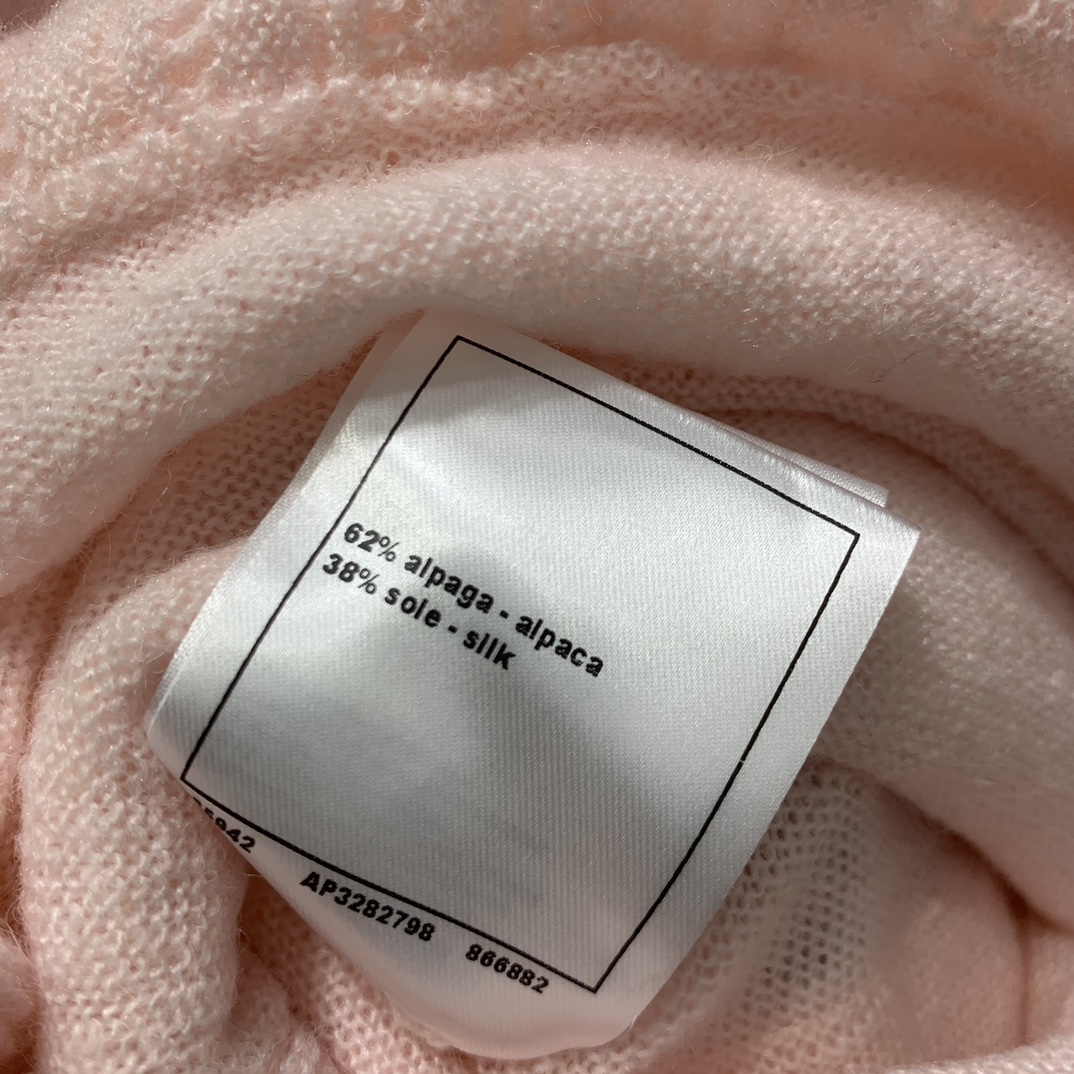 62% alpaga - alpaca
38% soie - silk
AP3282798 866882